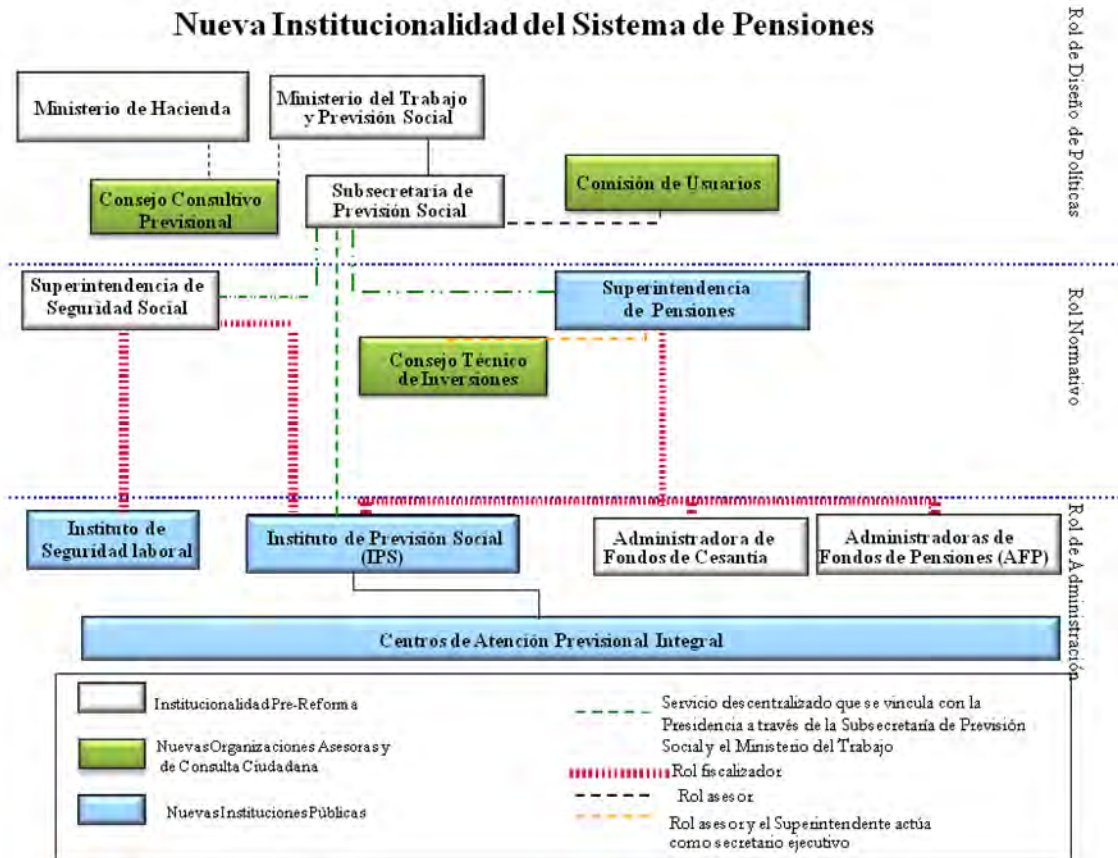 Nueva Institucionalidad del Sistema de Pensiones
Rol de Diseño de Políticas
Ministerio de Hacienda
Ministerio del Trabajo
y Previsión Social
Consejo Consultivo
Previsional
Subsecretaría de
Previsión Social
Comisión de Usuarios
Rol Normativo
Superintendencia de
Seguridad Social
Superintendencia
de Pensiones
Consejo Técnico
de Inversiones
Rol de Administración
Instituto de
Seguridad laboral
Instituto de Previsión Social
(IPS)
Administradora de
Fondos de Cesantía
Administradoras de
Fondos de Pensiones (AFP)
Centros de Atención Previsional Integral
Institucionalidad Pre-Reforma
Nuevas Organizaciones Asesoras y
de Consulta Ciudadana
Nuevas Instituciones Públicas
Servicio descentralizado que se vincula con la
Presidencia a través de la Subsecretaría de Previsión
Social y el Ministerio del Trabajo
Rol fiscalizador
Rol asesor
Rol asesor y el Superintendente actúa
como secretario ejecutivo